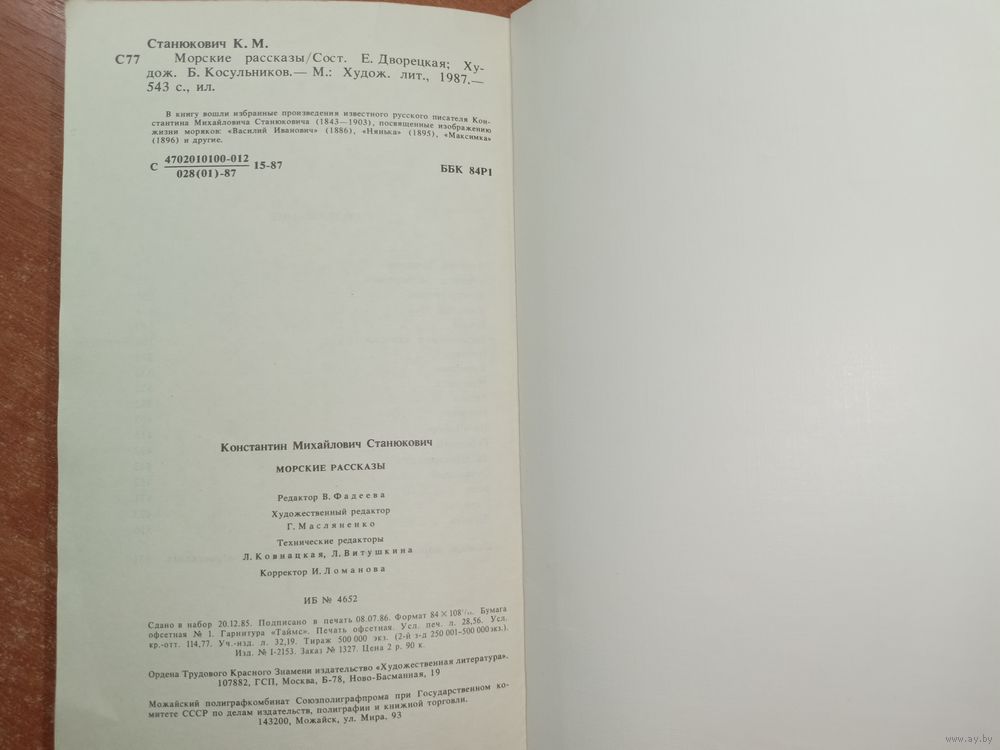 Станюкович К. М.
С77 Морские рассказы/Сост. Е. Дворецкая; Ху-
дож. Б. Косульников.— М.: Худож. лит., 1987.—
543 с., ил.
В книгу вошли избранные произведения известного русского писателя Кон-
стантина Михайловича Станюковича (1843—1903), посвященные изображению
жизни моряков: «Василий Иванович» (1886), «Нянька» (1895), «Максимка»
(1896) и другие.
С 4702010100-012 15-87
028(01)-87
ББК 84Р1
Константин Михайлович Станюкович
МОРСКИЕ РАССКАЗЫ
Редактор В. Фадеева
Художественный редактор
Г. Масляненко
Технические редакторы
Л. Ковнацкая, Л. Витушкина
Корректор И. Ломанова
ИБ № 4652
Сдано в набор 20.12.85. Подписано в печать 08.07.86. Формат 84×108¹/₃₂. Бумага
офсетная № 1. Гарнитура «Таймс». Печать офсетная. Усл. печ. л. 28,56. Усл.
кр.-отт. 114,77. Уч.-изд. л. 32,19. Тираж 500 000 экз. (2-й з-д 250 001–500 000 экз.).
Изд. № I-2153. Заказ № 1327. Цена 2 р. 90 к.
Ордена Трудового Красного Знамени издательство «Художественная литература».
107882, ГСП, Москва, Б-78, Ново-Басманная, 19
Можайский полиграфкомбинат Союзполиграфпрома при Государственном ко-
митете СССР по делам издательств, полиграфии и книжной торговли.
143200, Можайск, ул. Мира, 93
www.ay.by